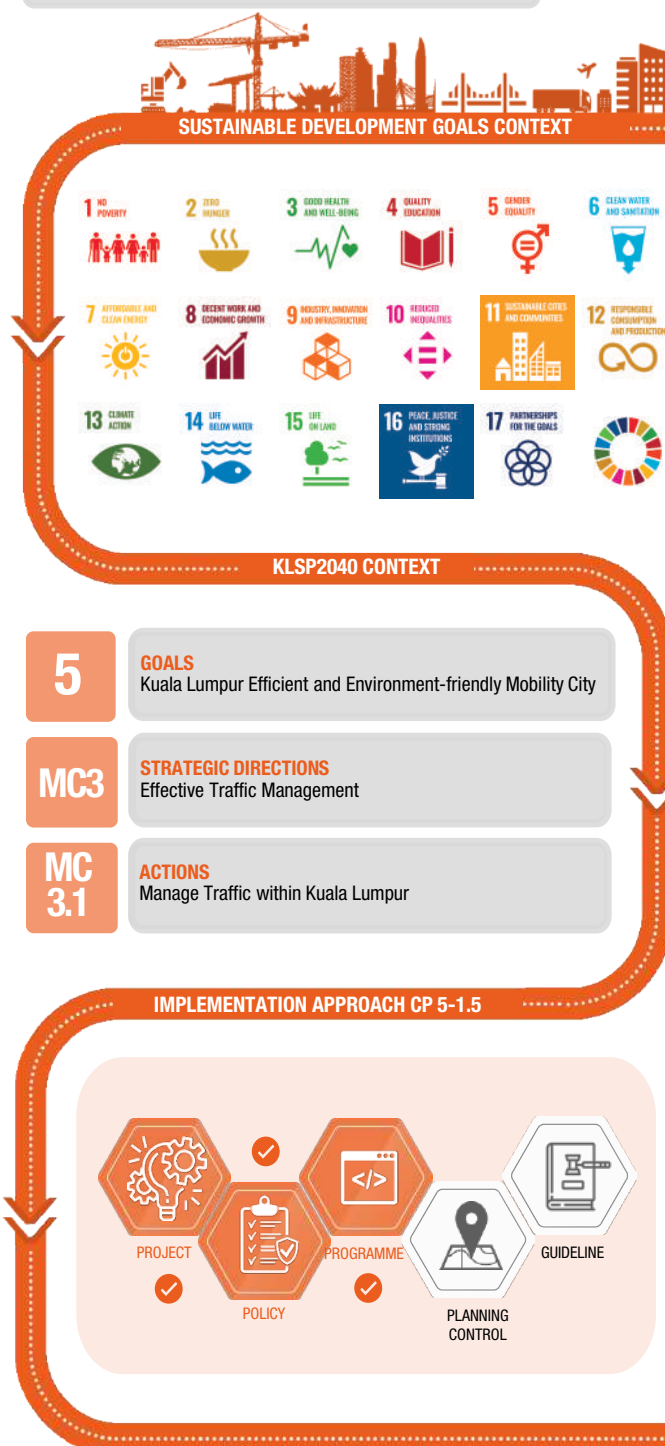 SUSTAINABLE DEVELOPMENT GOALS CONTEXT
1 NO
POVERTY
2 ZERO
HUNGER
3 GOOD HEALTH
AND WELL-BEING
4 QUALITY
EDUCATION
5 GENDER
EQUALITY
6 CLEAN WATER
AND SANITATION
7 AFFORDABLE AND
CLEAN ENERGY
8 DECENT WORK AND
ECONOMIC GROWTH
9 INDUSTRY, INNOVATION
AND INFRASTRUCTURE
10 REDUCED
INEQUALITIES
11 SUSTAINABLE CITIES
AND COMMUNITIES
12 RESPONSIBLE
CONSUMPTION
AND PRODUCTION
13 CLIMATE
ACTION
14 LIFE
BELOW WATER
15 LIFE
ON LAND
16 PEACE, JUSTICE
AND STRONG
INSTITUTIONS
17 PARTNERSHIPS
FOR THE GOALS
KLSP2040 CONTEXT
5
GOALS
Kuala Lumpur Efficient and Environment-friendly Mobility City
MC3
STRATEGIC DIRECTIONS
Effective Traffic Management
MC
3.1
ACTIONS
Manage Traffic within Kuala Lumpur
IMPLEMENTATION APPROACH CP 5-1.5
</>
PROJECT
POLICY
PROGRAMME
PLANNING
CONTROL
GUIDELINE